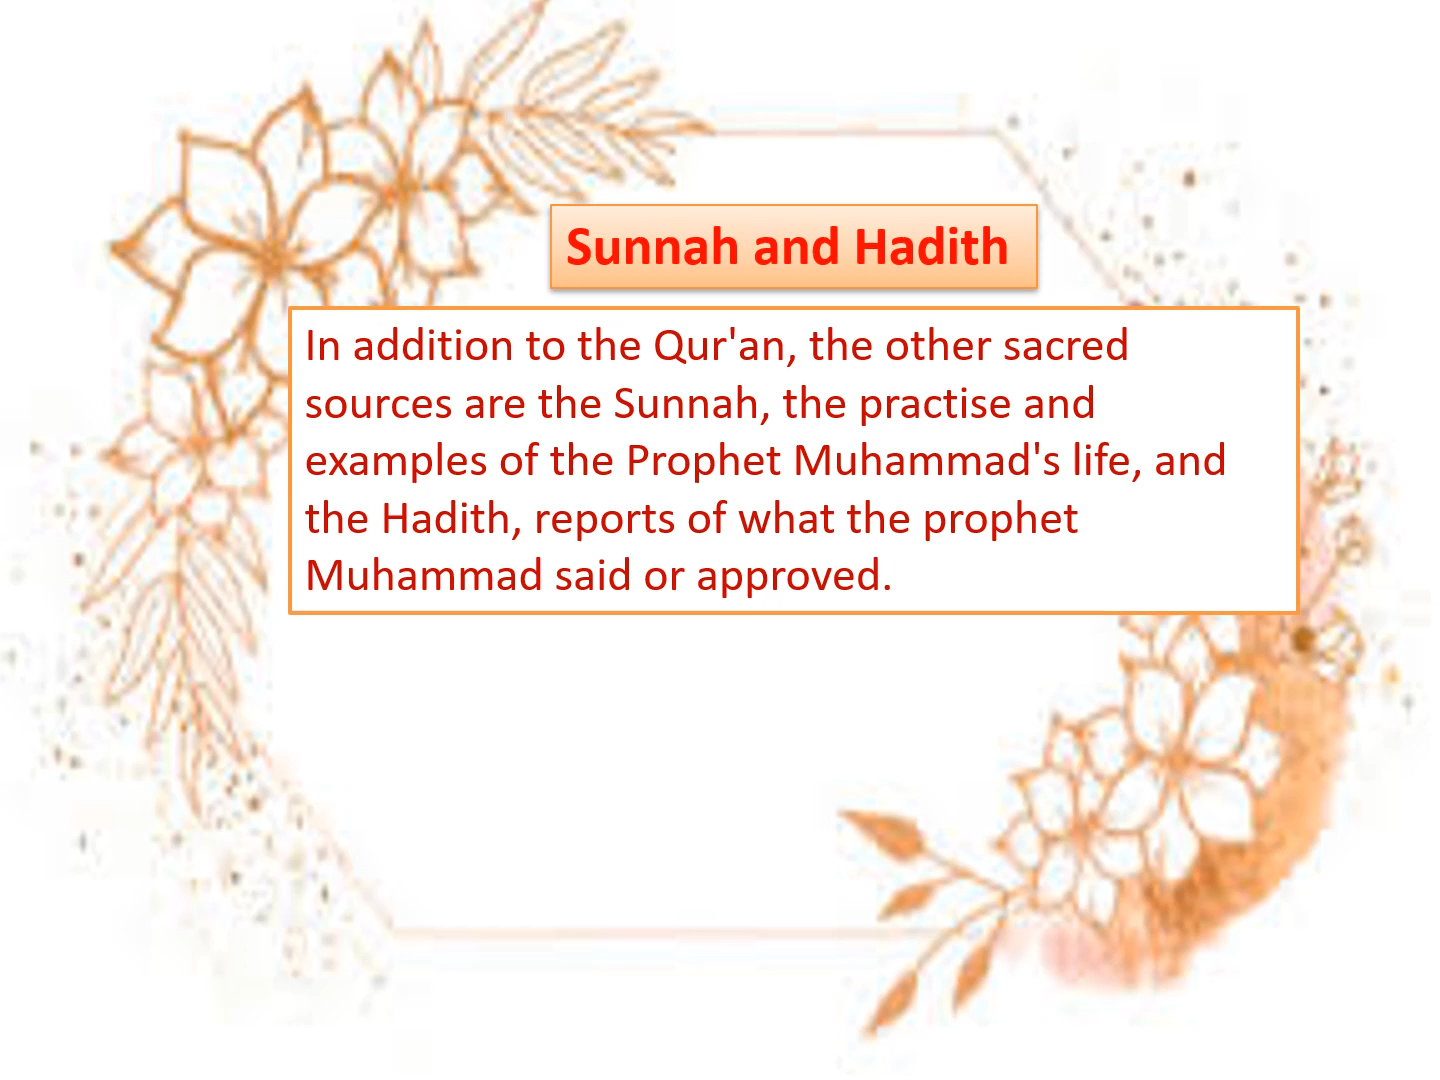 Sunnah and Hadith
In addition to the Qur'an, the other sacred
sources are the Sunnah, the practise and
examples of the Prophet Muhammad's life, and
the Hadith, reports of what the prophet
Muhammad said or approved.